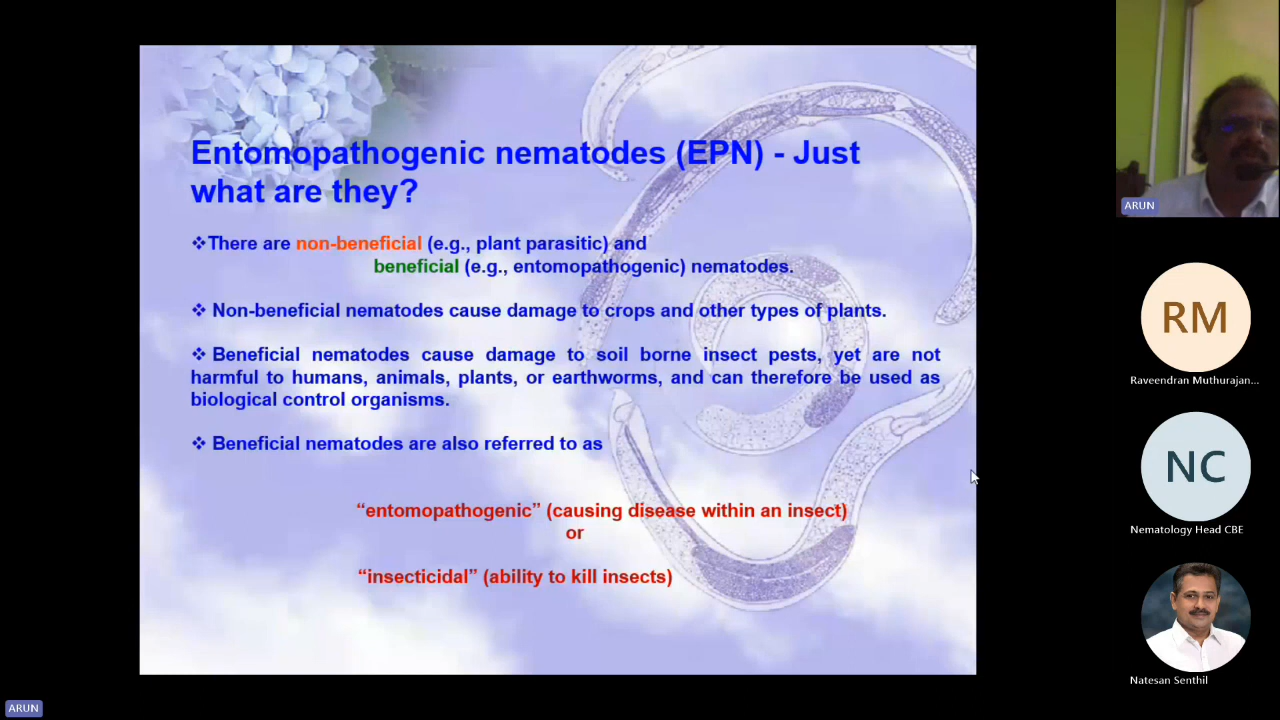 Entomopathogenic nematodes (EPN) - Just
what are they?
❖There are non-beneficial (e.g., plant parasitic) and
beneficial (e.g., entomopathogenic) nematodes.
❖ Non-beneficial nematodes cause damage to crops and other types of plants.
❖ Beneficial nematodes cause damage to soil borne insect pests, yet are not
harmful to humans, animals, plants, or earthworms, and can therefore be used as
biological control organisms.
❖ Beneficial nematodes are also referred to as
“entomopathogenic” (causing disease within an insect)
or
“insecticidal” (ability to kill insects)
ARUN
RM
Raveendran Muthurajan...
NC
Nematology Head CBE
Natesan Senthil
ARUN